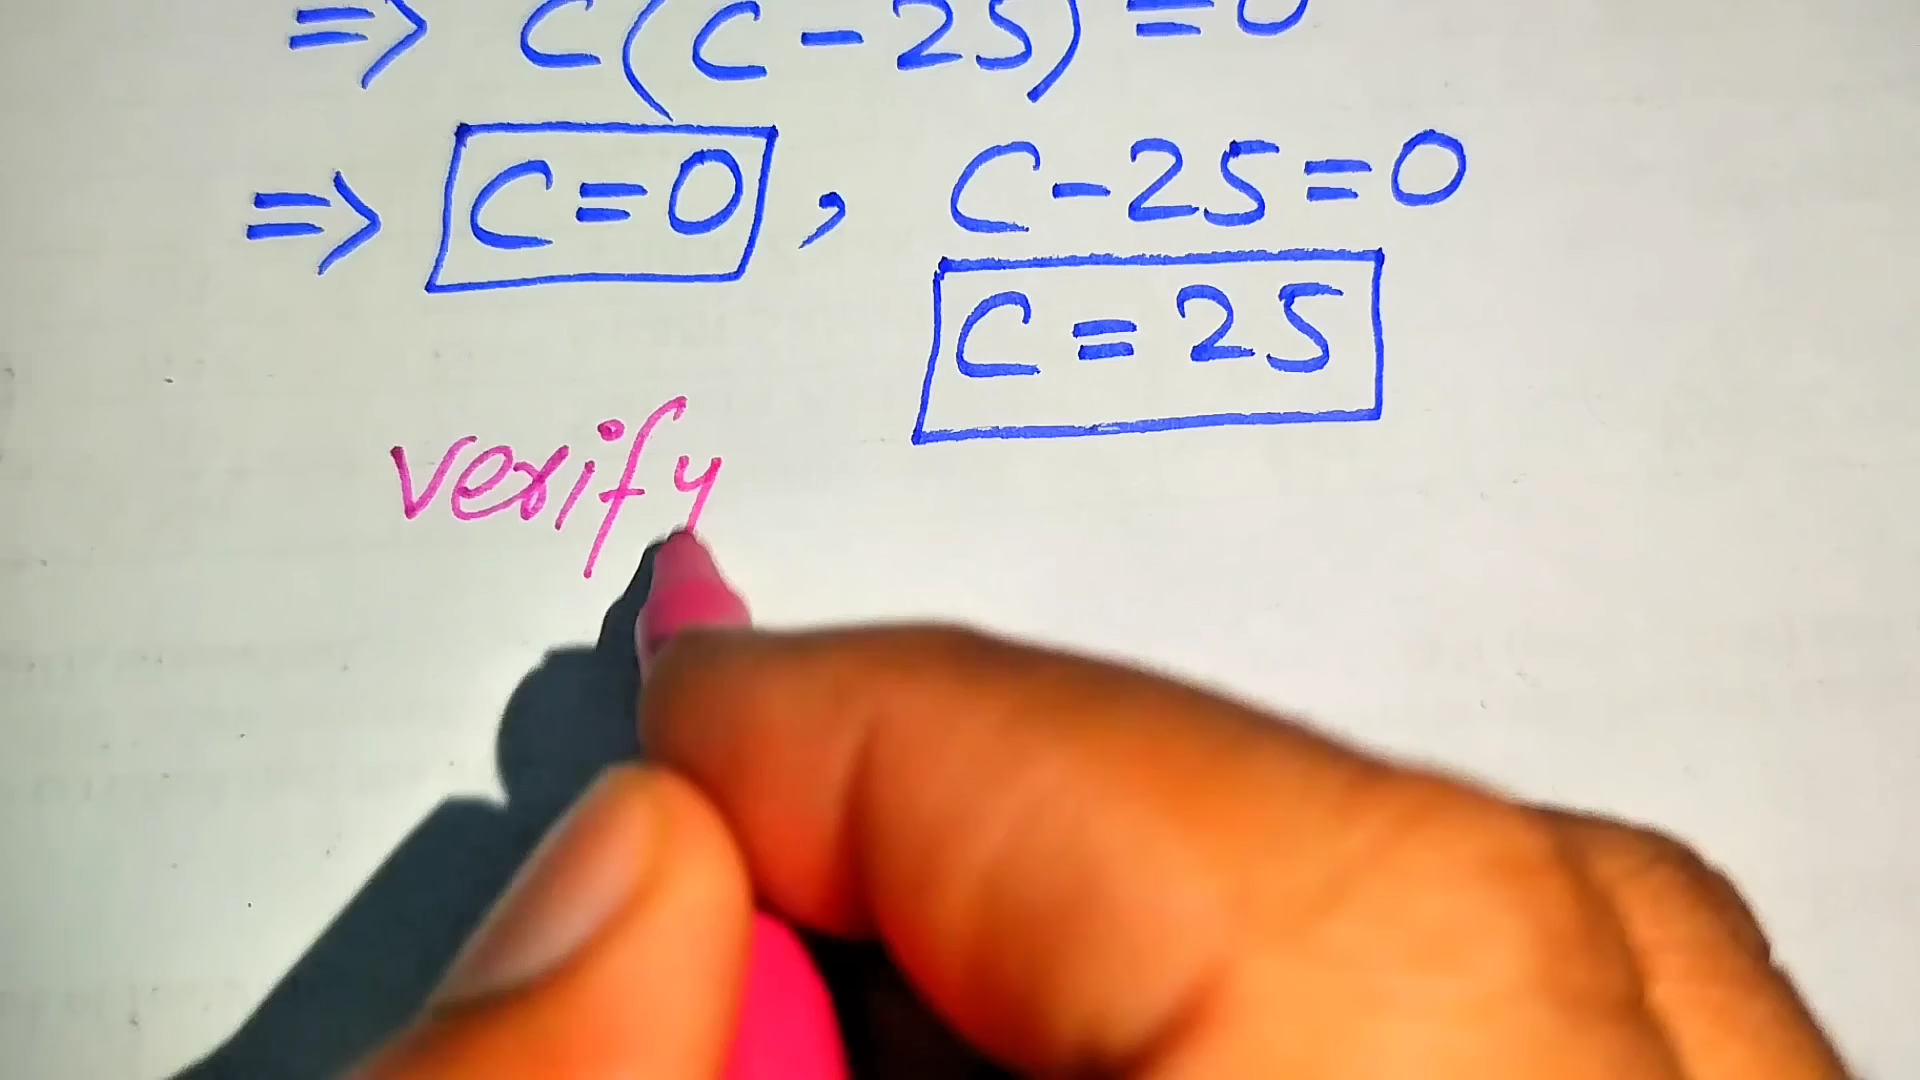 => C(C-25)=0
=> C=0, C-25=0
C=25
verify